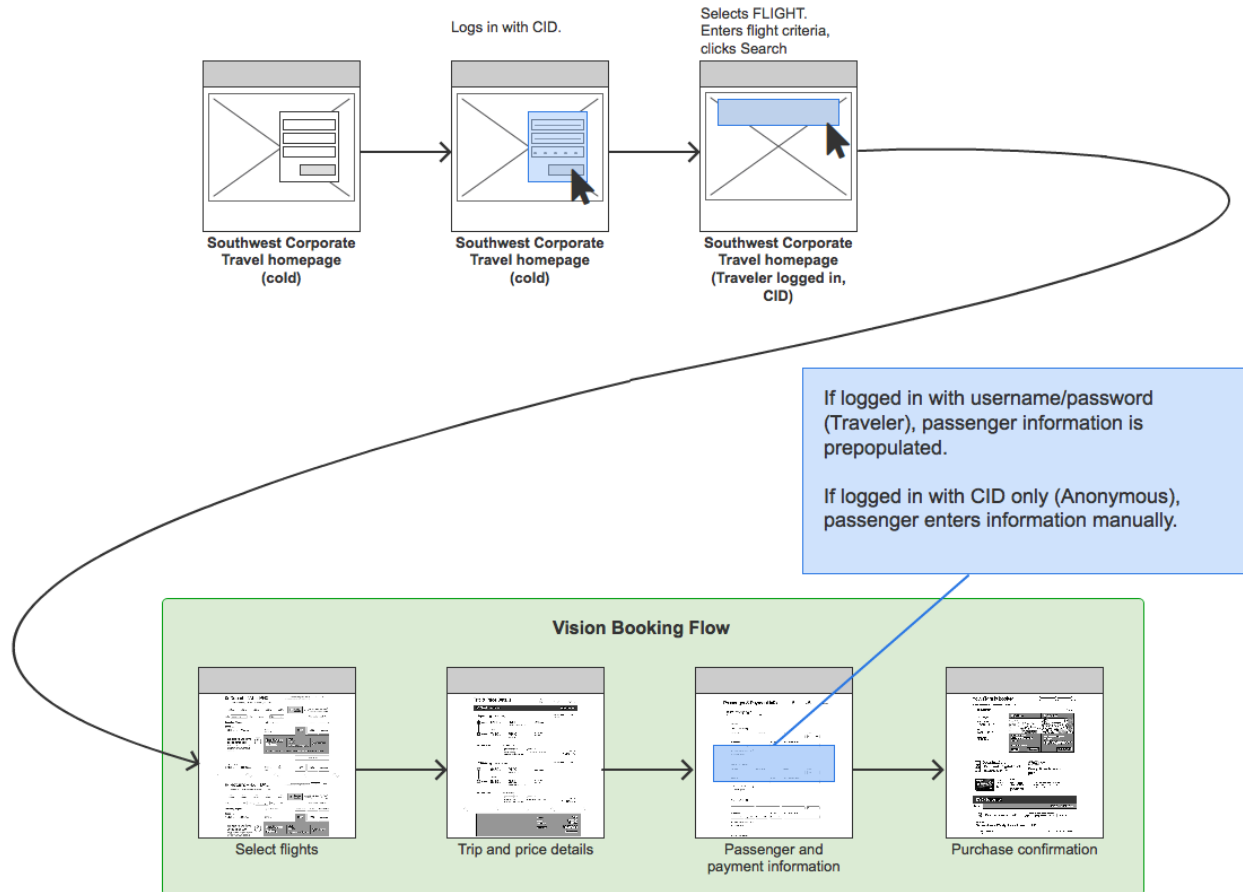 Logs in with CID.
Selects FLIGHT.
Enters flight criteria,
clicks Search
Southwest Corporate
Travel homepage
(cold)
Southwest Corporate
Travel homepage
(cold)
Southwest Corporate
Travel homepage
(Traveler logged in,
CID)
If logged in with username/password
(Traveler), passenger information is
prepopulated.
If logged in with CID only (Anonymous),
passenger enters information manually.
Vision Booking Flow
Select flights
Trip and price details
Passenger and
payment information
Purchase confirmation